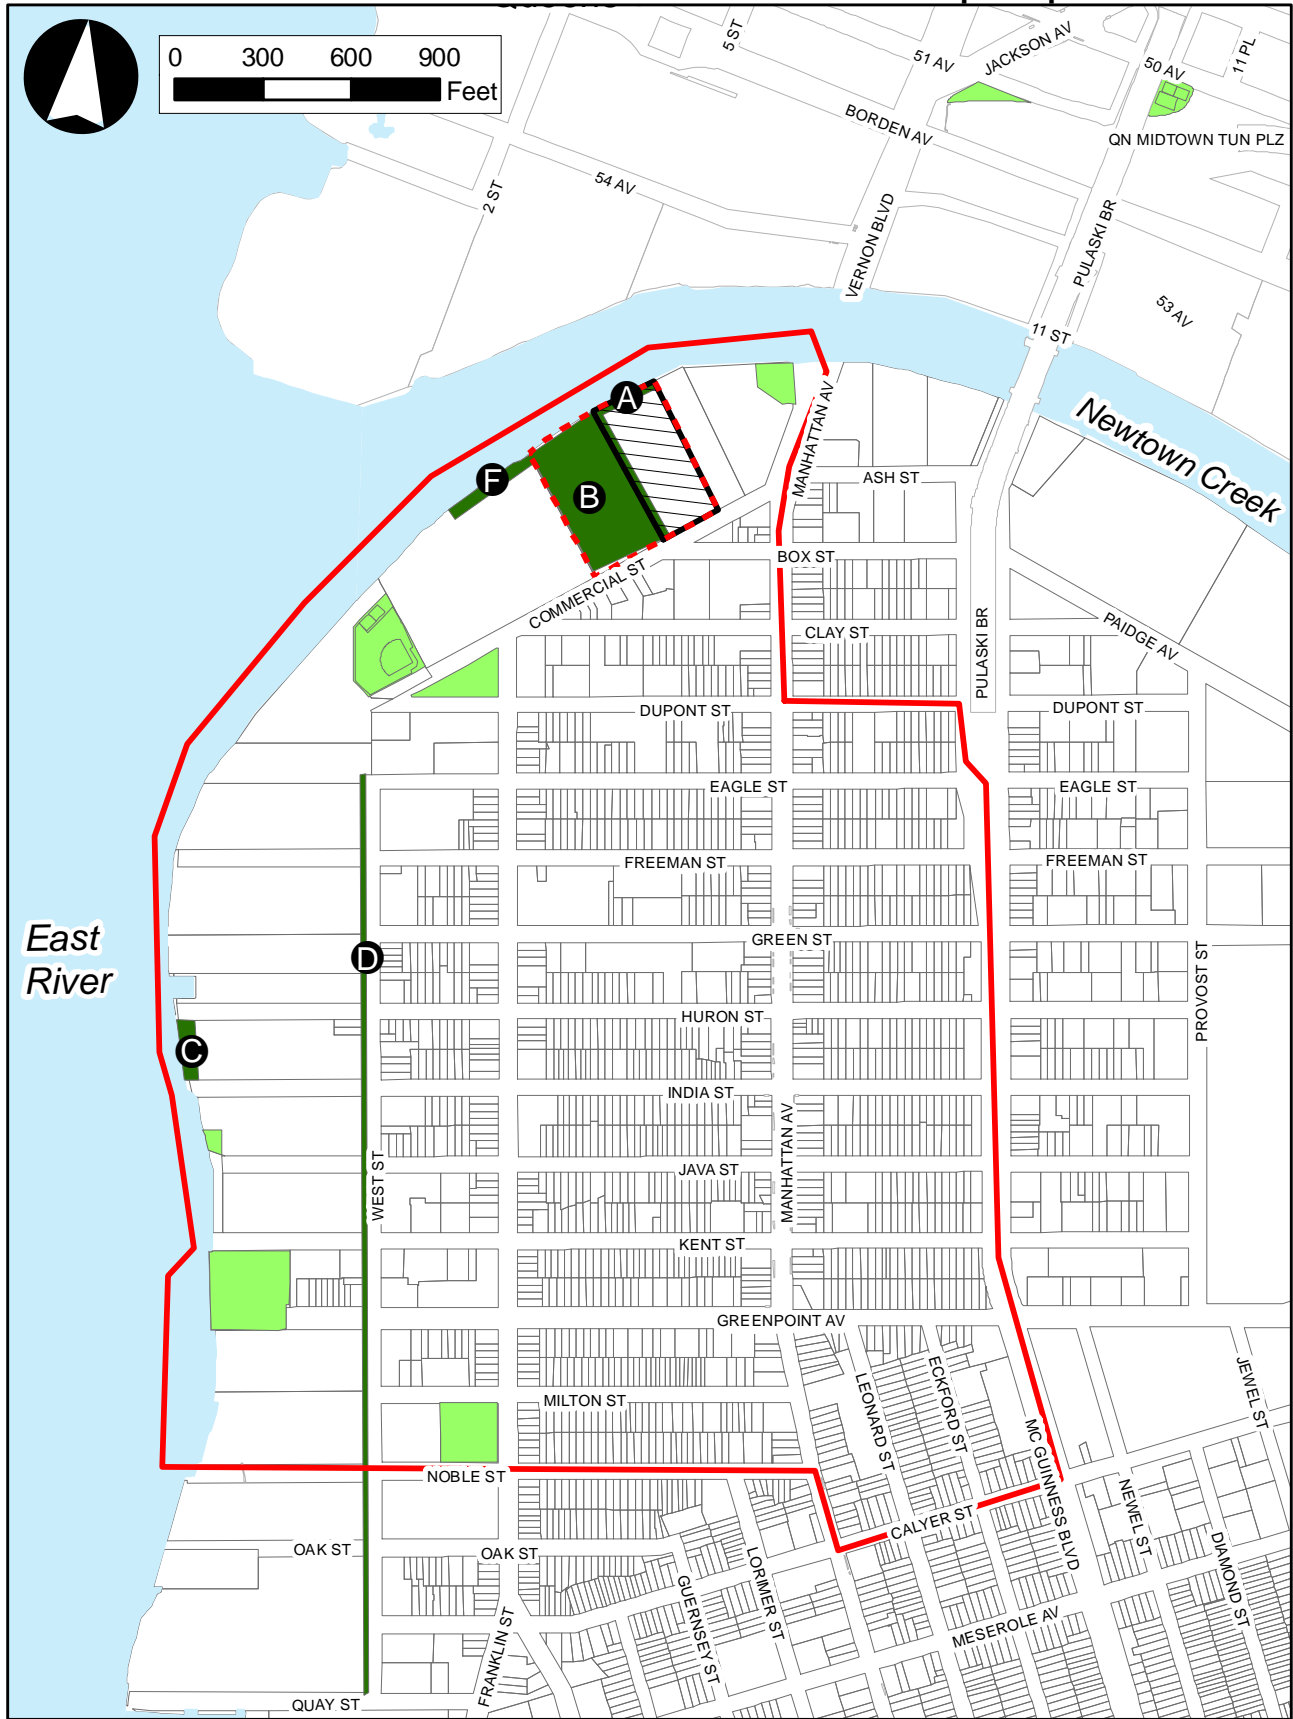 Queens
0 300 600 900
Feet
5 ST
51 AV
JACKSON AV
50 AV
11 PL
BORDEN AV
QN MIDTOWN TUN PLZ
54 AV
2 ST
VERNON BLVD
PULASKI BR
53 AV
11 ST
Newtown
Creek
A
MANHATTAN AV
F
B
ASH ST
BOX ST
COMMERCIAL ST
CLAY ST
PULASKI BR
PAIDGE AV
DUPONT ST
DUPONT ST
EAGLE ST
EAGLE ST
FREEMAN ST
FREEMAN ST
East
River
D
GREEN ST
PROVOST ST
HURON ST
C
INDIA ST
MANHATTAN AV
WEST ST
JAVA ST
KENT ST
GREENPOINT AV
MILTON ST
LEONARD ST
ECKFORD ST
JEWEL ST
MC GUINNESS BLVD
NOBLE ST
CALYER ST
NEWEL ST
DIAMOND ST
OAK ST
OAK ST
LORIMER ST
GUERNSEY ST
MESEROLE AV
FRANKLIN ST
QUAY ST